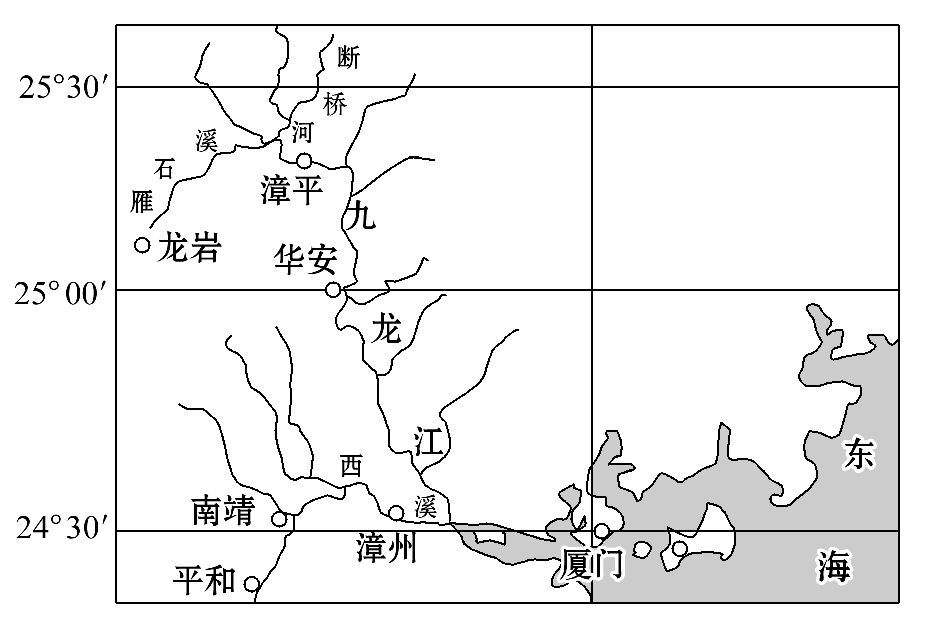 断
25°30′
桥
河
溪
石
漳平
雁
九
龙岩
华安
25°00′
龙
江
东
西
南靖
溪
24°30′
漳州
厦门
海
平和